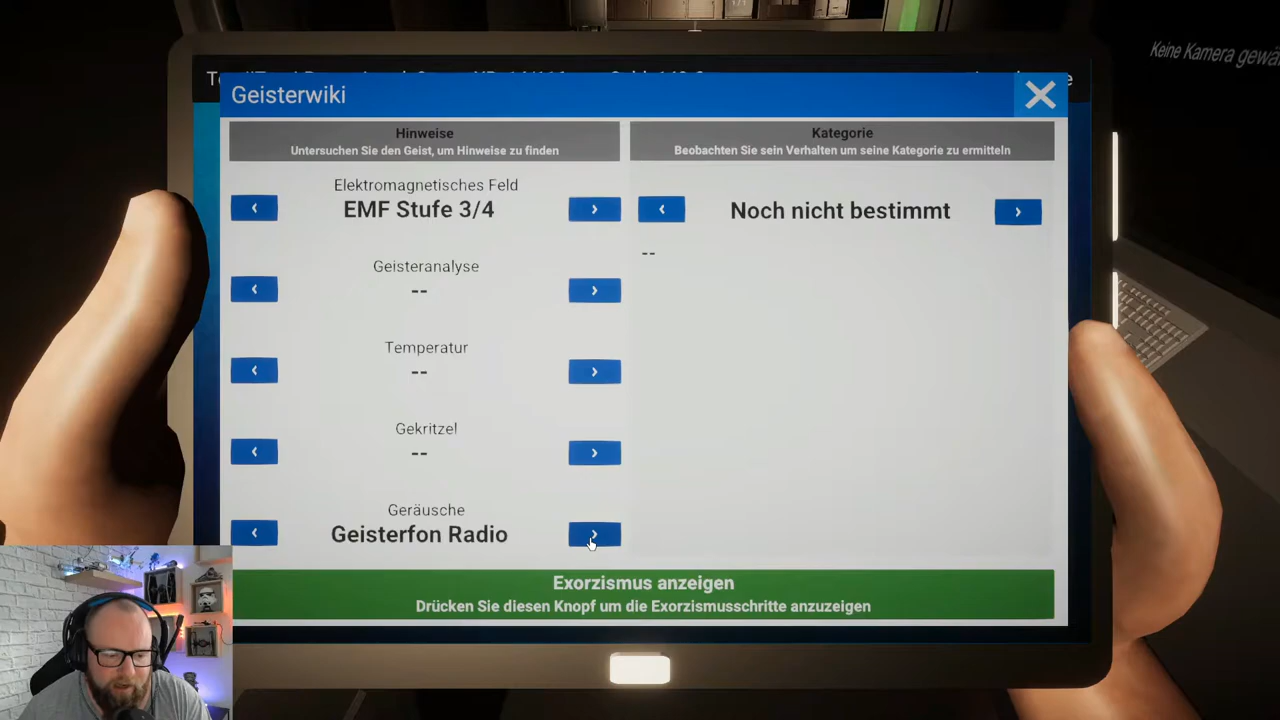 Keine Kamera
Geisterwiki
Hinweise
Untersuchen Sie den Geist, um Hinweise zu finden
Kategorie
Beobachten Sie sein Verhalten um seine Kategorie zu ermitteln
Elektromagnetisches Feld
EMF Stufe 3/4
Noch nicht bestimmt
--
Geisteranalyse
--
Temperatur
--
Gekritzel
--
Geräusche
Geisterfon Radio
Exorzismus anzeigen
Drücken Sie diesen Knopf um die Exorzismusschritte anzuzeigen